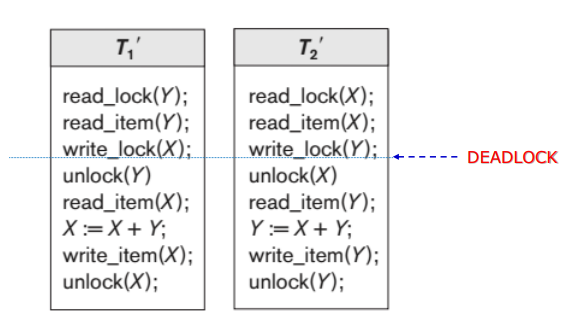 T₁′
read_lock(Y);
read_item(Y);
write_lock(X);
unlock(Y)
read_item(X);
X := X + Y;
write_item(X);
unlock(X);
T₂′
read_lock(X);
read_item(X);
write_lock(Y);
unlock(X)
read_item(Y);
Y := X + Y;
write_item(Y);
unlock(Y);
DEADLOCK